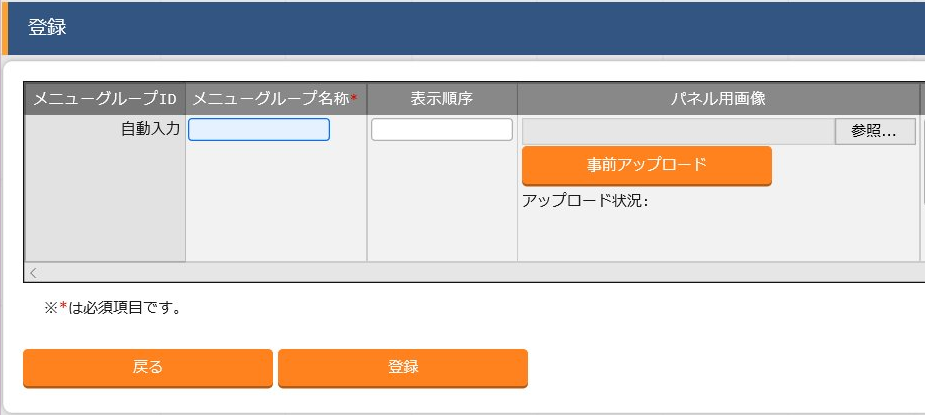 登録
メニューグループID メニューグループ名称* 表示順序 パネル用画像
自動入力 参照...
事前アップロード
アップロード状況:
※*は必須項目です。
戻る 登録